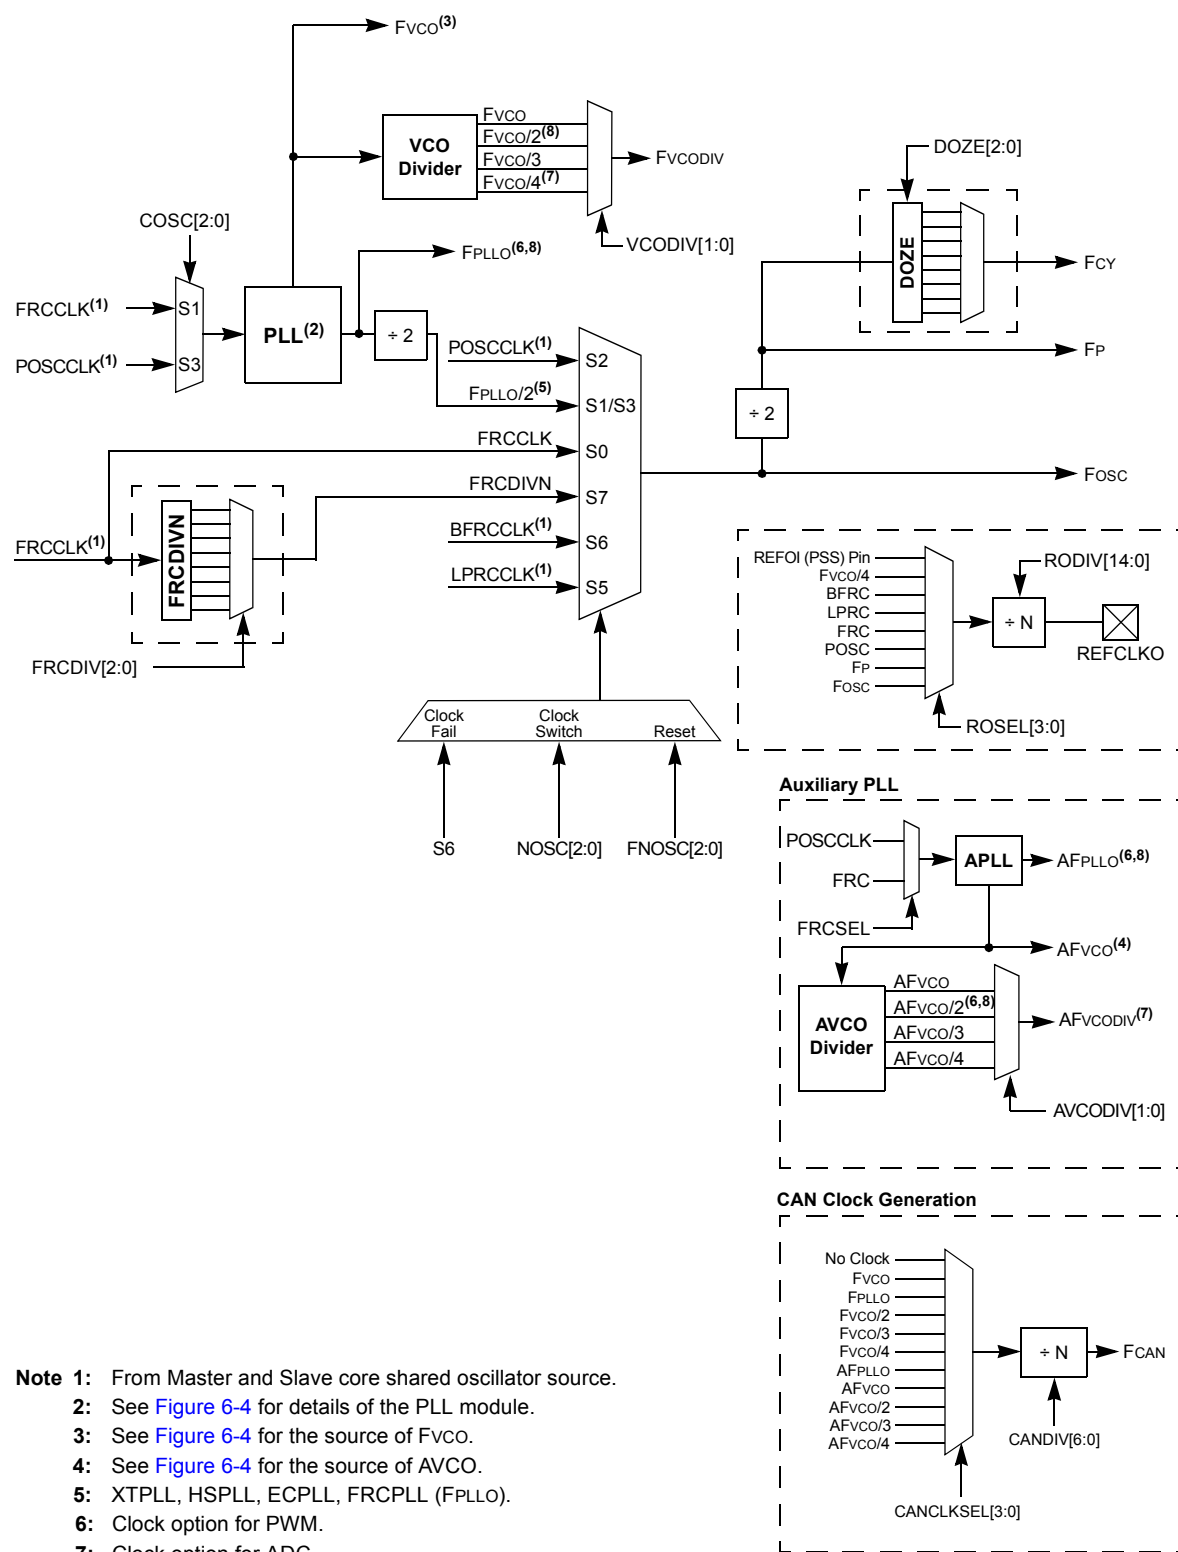 FVCO(3)
VCO
Divider
FVCO
FVCO/2(8)
FVCO/3
FVCO/4(7)
FVCODIV
VCODIV[1:0]
DOZE[2:0]
DOZE
FCY
COSC[2:0]
FPLLO(6,8)
FRCCLK(1)
S1
POSCCLK(1)
S3
PLL(2)
÷ 2
POSCCLK(1)
S2
FP
FPLLO/2(5)
S1/S3
÷ 2
FRCCLK
S0
FOSC
FRCDIVN
S7
FRCCLK(1)
FRCDIVN
BFRCCLK(1)
S6
LPRCCLK(1)
S5
FRCDIV[2:0]
REFOI (PSS) Pin
FVCO/4
BFRC
LPRC
FRC
POSC
FP
FOSC
RODIV[14:0]
÷ N
REFCLKO
ROSEL[3:0]
Clock
Fail
Clock
Switch
Reset
S6
NOSC[2:0]
FNOSC[2:0]
Auxiliary PLL
POSCCLK
FRC
FRCSEL
APLL
AFPLLO(6,8)
AFVCO(4)
AVCO
Divider
AFVCO
AFVCO/2(6,8)
AFVCO/3
AFVCO/4
AFVCODIV(7)
AVCODIV[1:0]
CAN Clock Generation
No Clock
FVCO
FPLLO
FVCO/2
FVCO/3
FVCO/4
AFPLLO
AFVCO
AFVCO/2
AFVCO/3
AFVCO/4
÷ N
FCAN
CANDIV[6:0]
CANCLKSEL[3:0]
Note 1: From Master and Slave core shared oscillator source.
2: See Figure 6-4 for details of the PLL module.
3: See Figure 6-4 for the source of FVCO.
4: See Figure 6-4 for the source of AVCO.
5: XTPLL, HSPLL, ECPLL, FRCPLL (FPLLO).
6: Clock option for PWM.
7: Clock option for ADC.